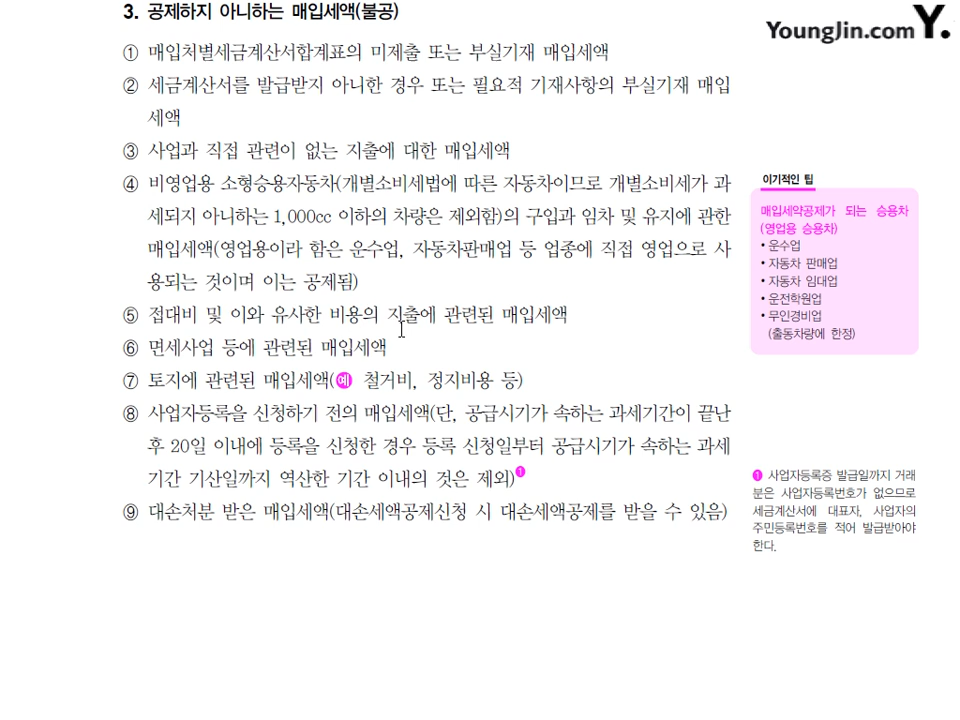 3. 공제하지 아니하는 매입세액(불공)
YoungJin.com Y.
① 매입처별세금계산서합계표의 미제출 또는 부실기재 매입세액
② 세금계산서를 발급받지 아니한 경우 또는 필요적 기재사항의 부실기재 매입
세액
③ 사업과 직접 관련이 없는 지출에 대한 매입세액
④ 비영업용 소형승용자동차(개별소비세법에 따른 자동차이므로 개별소비세가 과
세되지 아니하는 1,000cc 이하의 차량은 제외함)의 구입과 임차 및 유지에 관한
매입세액(영업용이라 함은 운수업, 자동차판매업 등 업종에 직접 영업으로 사
용되는 것이며 이는 공제됨)
⑤ 접대비 및 이와 유사한 비용의 지출에 관련된 매입세액
⑥ 면세사업 등에 관련된 매입세액
⑦ 토지에 관련된 매입세액(예 철거비, 정지비용 등)
⑧ 사업자등록을 신청하기 전의 매입세액(단, 공급시기가 속하는 과세기간이 끝난
후 20일 이내에 등록을 신청한 경우 등록 신청일부터 공급시기가 속하는 과세
기간 기산일까지 역산한 기간 이내의 것은 제외)❶
⑨ 대손처분 받은 매입세액(대손세액공제신청 시 대손세액공제를 받을 수 있음)
이기적인 팁
매입세약공제가 되는 승용차
(영업용 승용차)
• 운수업
• 자동차 판매업
• 자동차 임대업
• 운전학원업
• 무인경비업
(출동차량에 한정)
❶ 사업자등록증 발급일까지 거래
분은 사업자등록번호가 없으므로
세금계산서에 대표자, 사업자의
주민등록번호를 적어 발급받아야
한다.